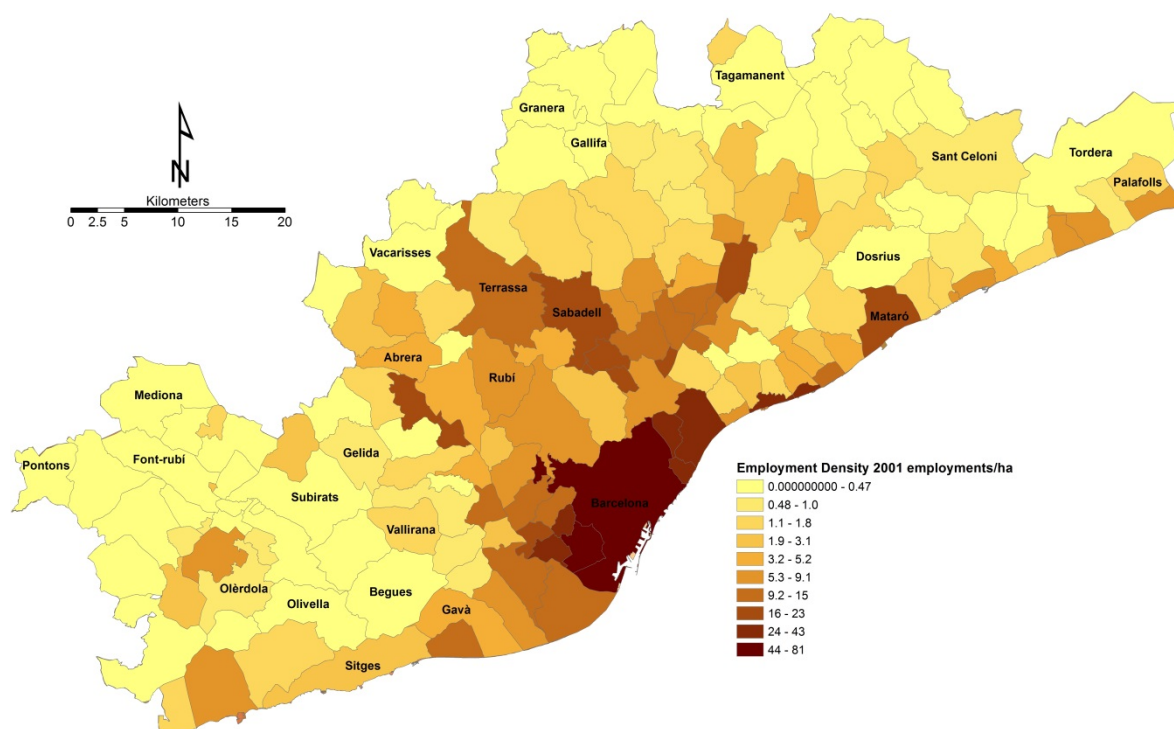 Tagamanent
Granera
Gallifa
Sant Celoni
Tordera
Palafolls
N
Kilometers
0 2.5 5 10 15 20
Vacarisses
Dosrius
Terrassa
Sabadell
Mataró
Abrera
Rubí
Mediona
Gelida
Font-rubí
Pontons
Subirats
Barcelona
Vallirana
Olèrdola
Begues
Olivella
Gavà
Sitges
Employment Density 2001 employments/ha
0.000000000 - 0.47
0.48 - 1.0
1.1 - 1.8
1.9 - 3.1
3.2 - 5.2
5.3 - 9.1
9.2 - 15
16 - 23
24 - 43
44 - 81